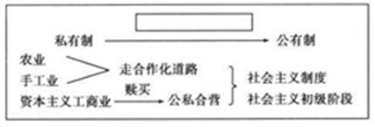 私有制 公有制
农业
手工业 走合作化道路
资本主义工商业 赎买 公私合营
社会主义制度
社会主义初级阶段